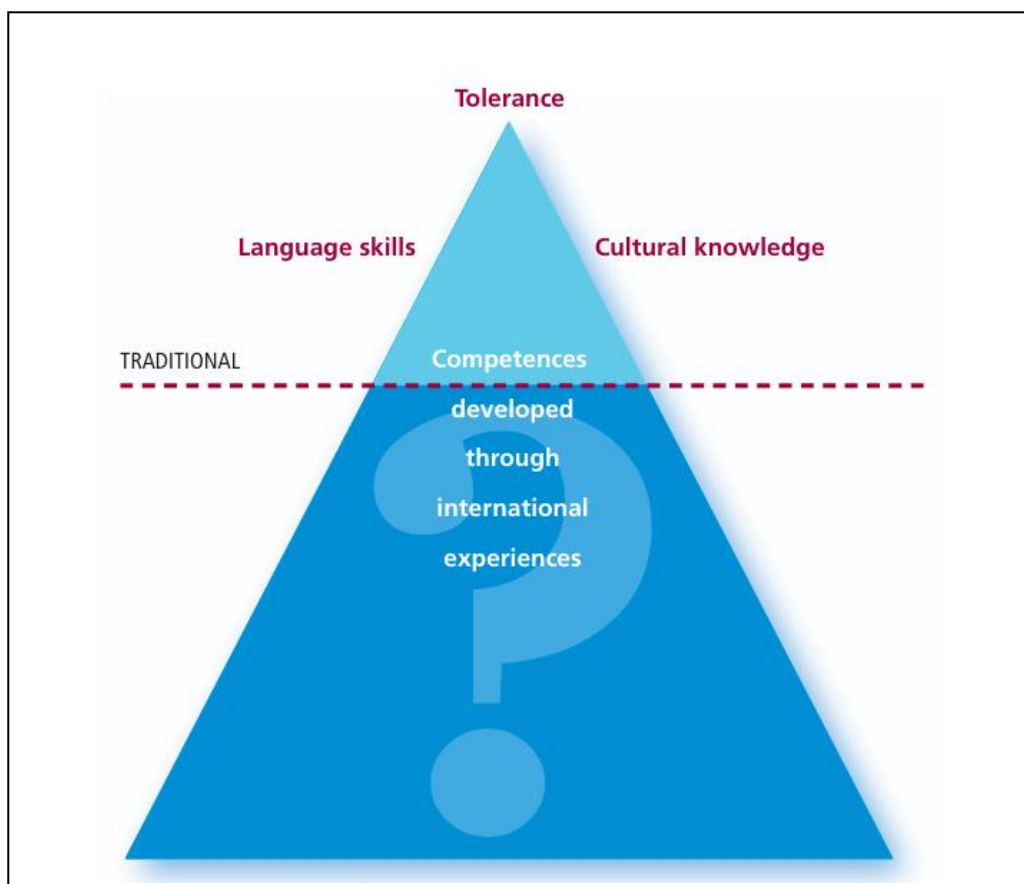 Tolerance
Language skills
Cultural knowledge
TRADITIONAL
Competences
developed
through
international
experiences
?